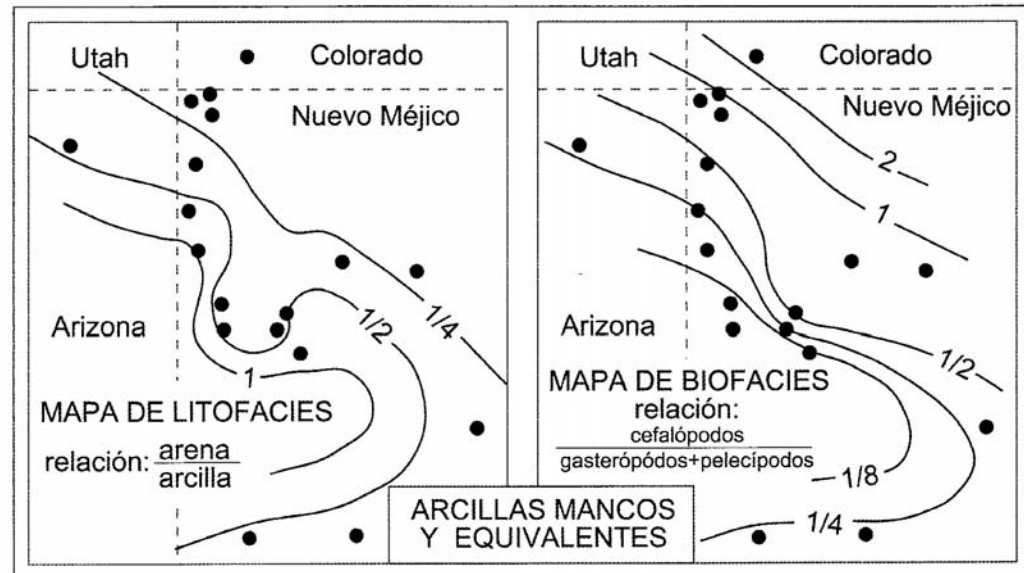 Utah
Colorado
Nuevo Méjico
Arizona
1/2
1/4
1
MAPA DE LITOFACIES
relación: arena
arcilla
Utah
Colorado
Nuevo Méjico
2
1
Arizona
1/2
MAPA DE BIOFACIES
relación:
cefalópodos
gasterópódos+pelecípodos
1/8
1/4
ARCILLAS MANCOS
Y EQUIVALENTES